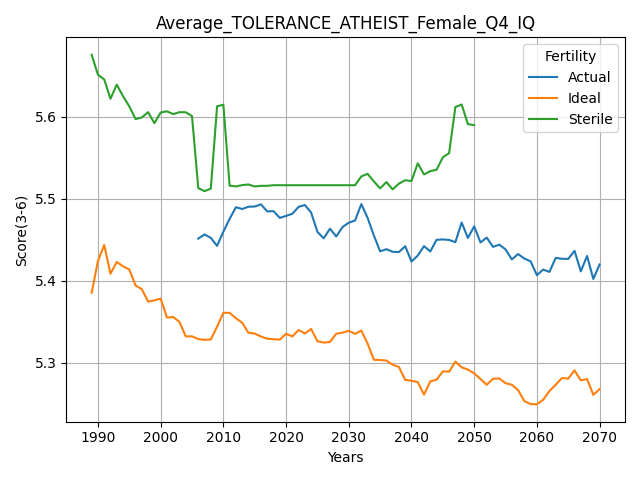 Average_TOLERANCE_ATHEIST_Female_Q4_IQ
Fertility
Actual
Ideal
Sterile
Score(3-6)
5.6
5.5
5.4
5.3
1990 2000 2010 2020 2030 2040 2050 2060 2070
Years